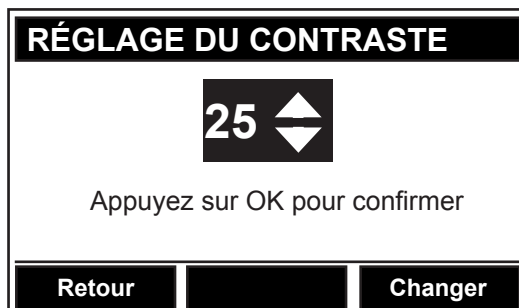 RÉGLAGE DU CONTRASTE
25
Appuyez sur OK pour confirmer
Retour Changer